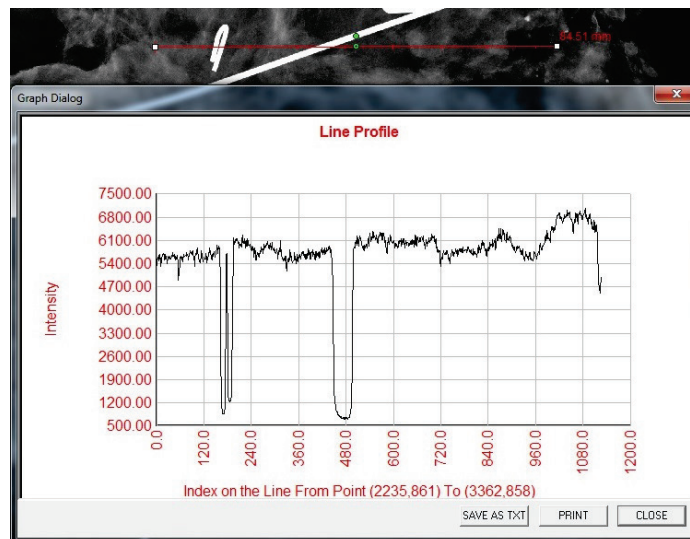 84.51 mm
Graph Dialog
Line Profile
7500.00
6800.00
6100.00
5400.00
4700.00
4000.00
3300.00
2600.00
1900.00
1200.00
500.00
Intensity
0.0
120.0
240.0
360.0
480.0
600.0
720.0
840.0
960.0
1080.0
1200.0
Index on the Line From Point (2235,861) To (3362,858)
SAVE AS TXT
PRINT
CLOSE